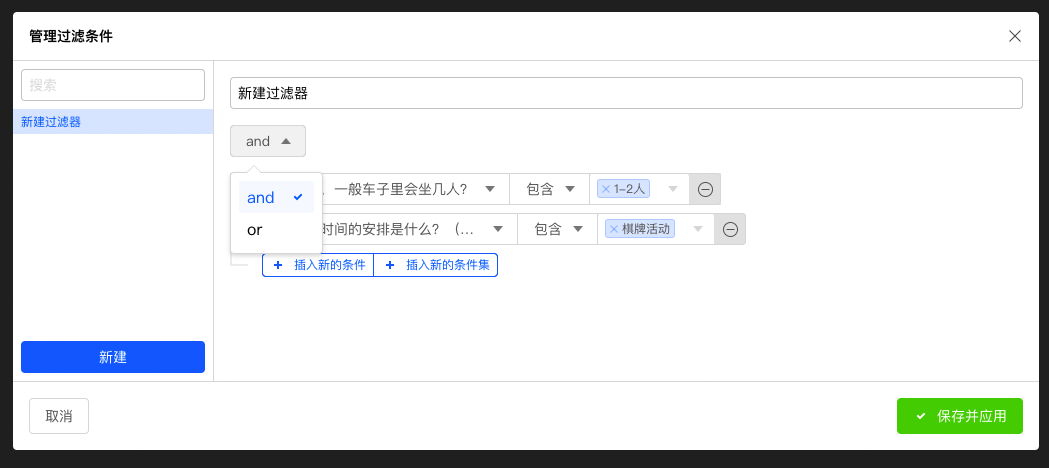 管理过滤条件
搜索
新建过滤器
新建
新建过滤器
and
and
or
一般车子里会坐几人? 包含 1-2人
时间的安排是什么? (... 包含 棋牌活动
插入新的条件 插入新的条件集
取消
保存并应用